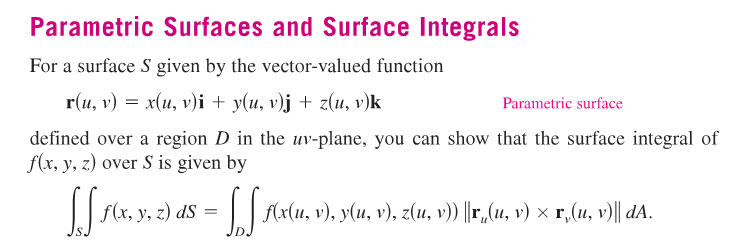 Parametric Surfaces and Surface Integrals
For a surface S given by the vector-valued function
r(u, v) = x(u, v)i + y(u, v)j + z(u, v)k Parametric surface
defined over a region D in the uv-plane, you can show that the surface integral of
f(x, y, z) over S is given by
∫∫_S f(x, y, z) dS = ∫∫_D f(x(u, v), y(u, v), z(u, v)) ‖r_u(u, v) × r_v(u, v)‖ dA.